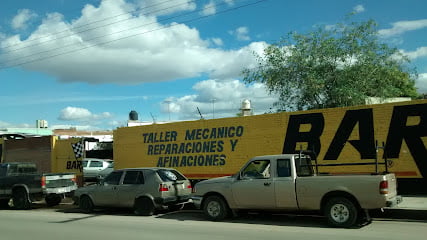 BAR
TALLER MECANICO
REPARACIONES Y
AFINACIONES
BAR